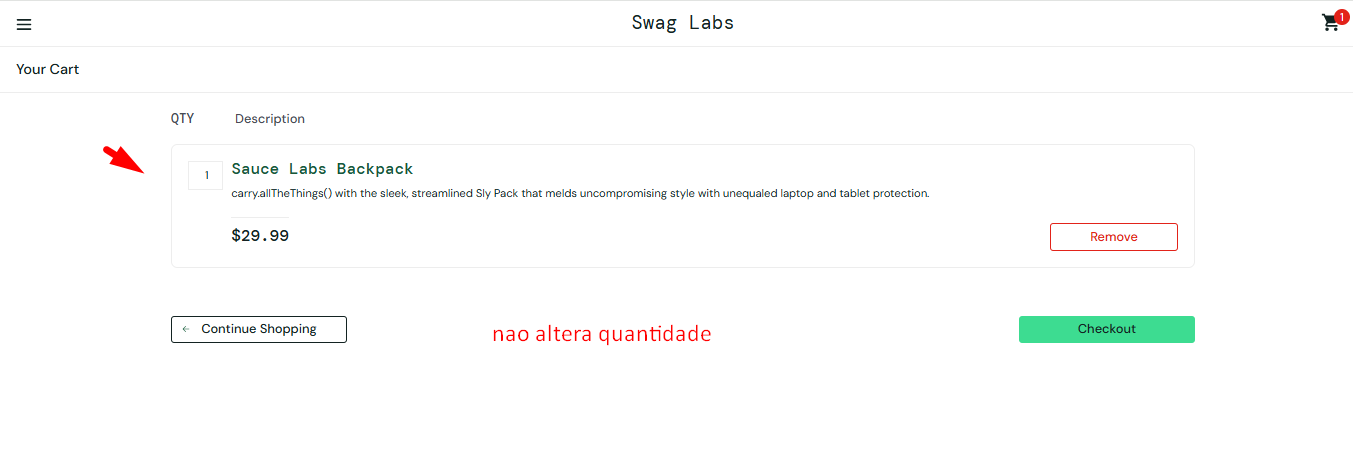 Swag Labs
1
Your Cart
QTY Description
1 Sauce Labs Backpack
carry.allTheThings() with the sleek, streamlined Sly Pack that melds uncompromising style with unequaled laptop and tablet protection.
$29.99
Remove
Continue Shopping
nao altera quantidade
Checkout